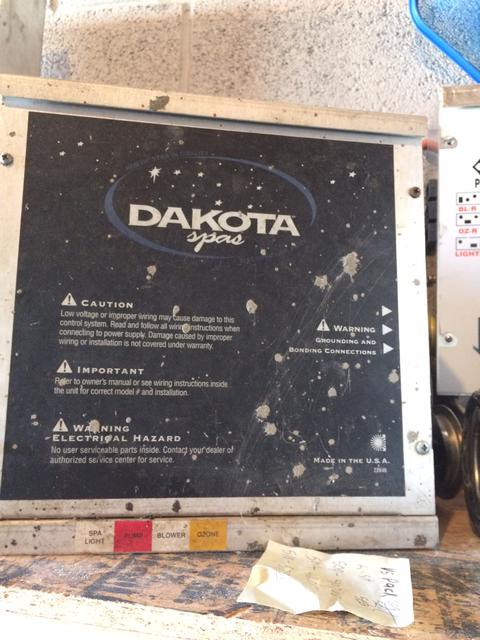 DAKOTA
spas
CAUTION
Low voltage or improper wiring may cause damage to this
control system. Read and follow all wiring instructions when
connecting to power supply. Damage caused by improper
wiring or installation is not covered under warranty.
IMPORTANT
Refer to owner's manual or see wiring instructions inside
the unit for correct model # and installation.
WARNING
ELECTRICAL HAZARD
No user serviceable parts inside. Contact your dealer or
authorized service center for service.
WARNING
GROUNDING AND
BONDING CONNECTIONS
MADE IN THE U.S.A.
SPA
LIGHT
PUMP
BLOWER
OZONE
BL-R
OZ-R
LIGHT